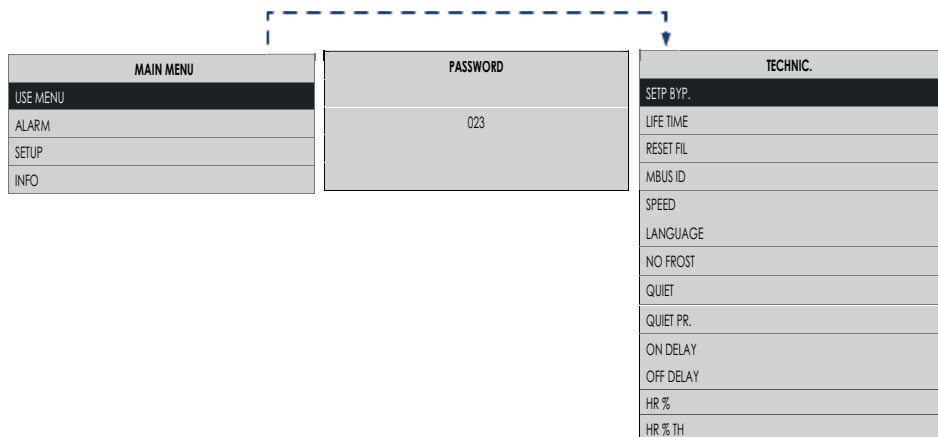 MAIN MENU
USE MENU
ALARM
SETUP
INFO
PASSWORD
023
TECHNIC.
SETP BYP.
LIFE TIME
RESET FIL
MBUS ID
SPEED
LANGUAGE
NO FROST
QUIET
QUIET PR.
ON DELAY
OFF DELAY
HR %
HR % TH